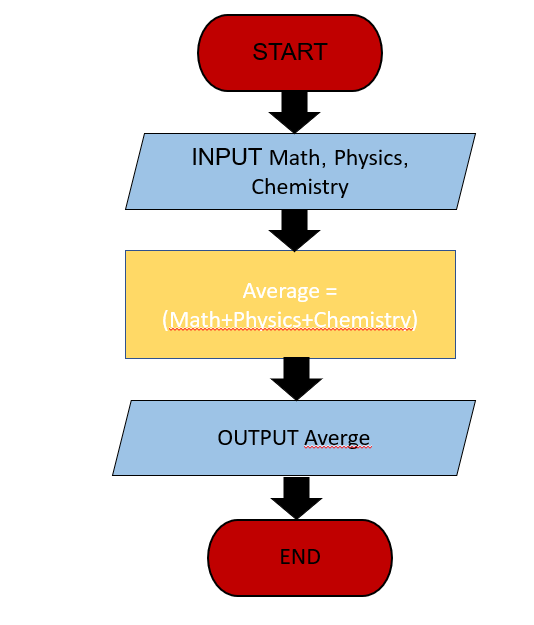 START
INPUT Math, Physics,
Chemistry
Average =
(Math+Physics+Chemistry)
OUTPUT Averge
END